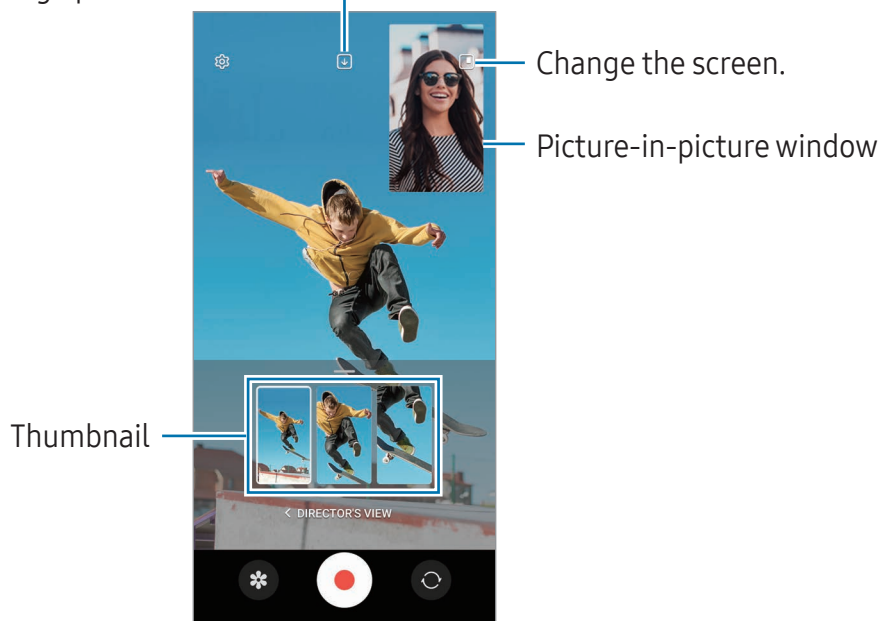 Change the screen.
Picture-in-picture window
Thumbnail
< DIRECTOR'S VIEW